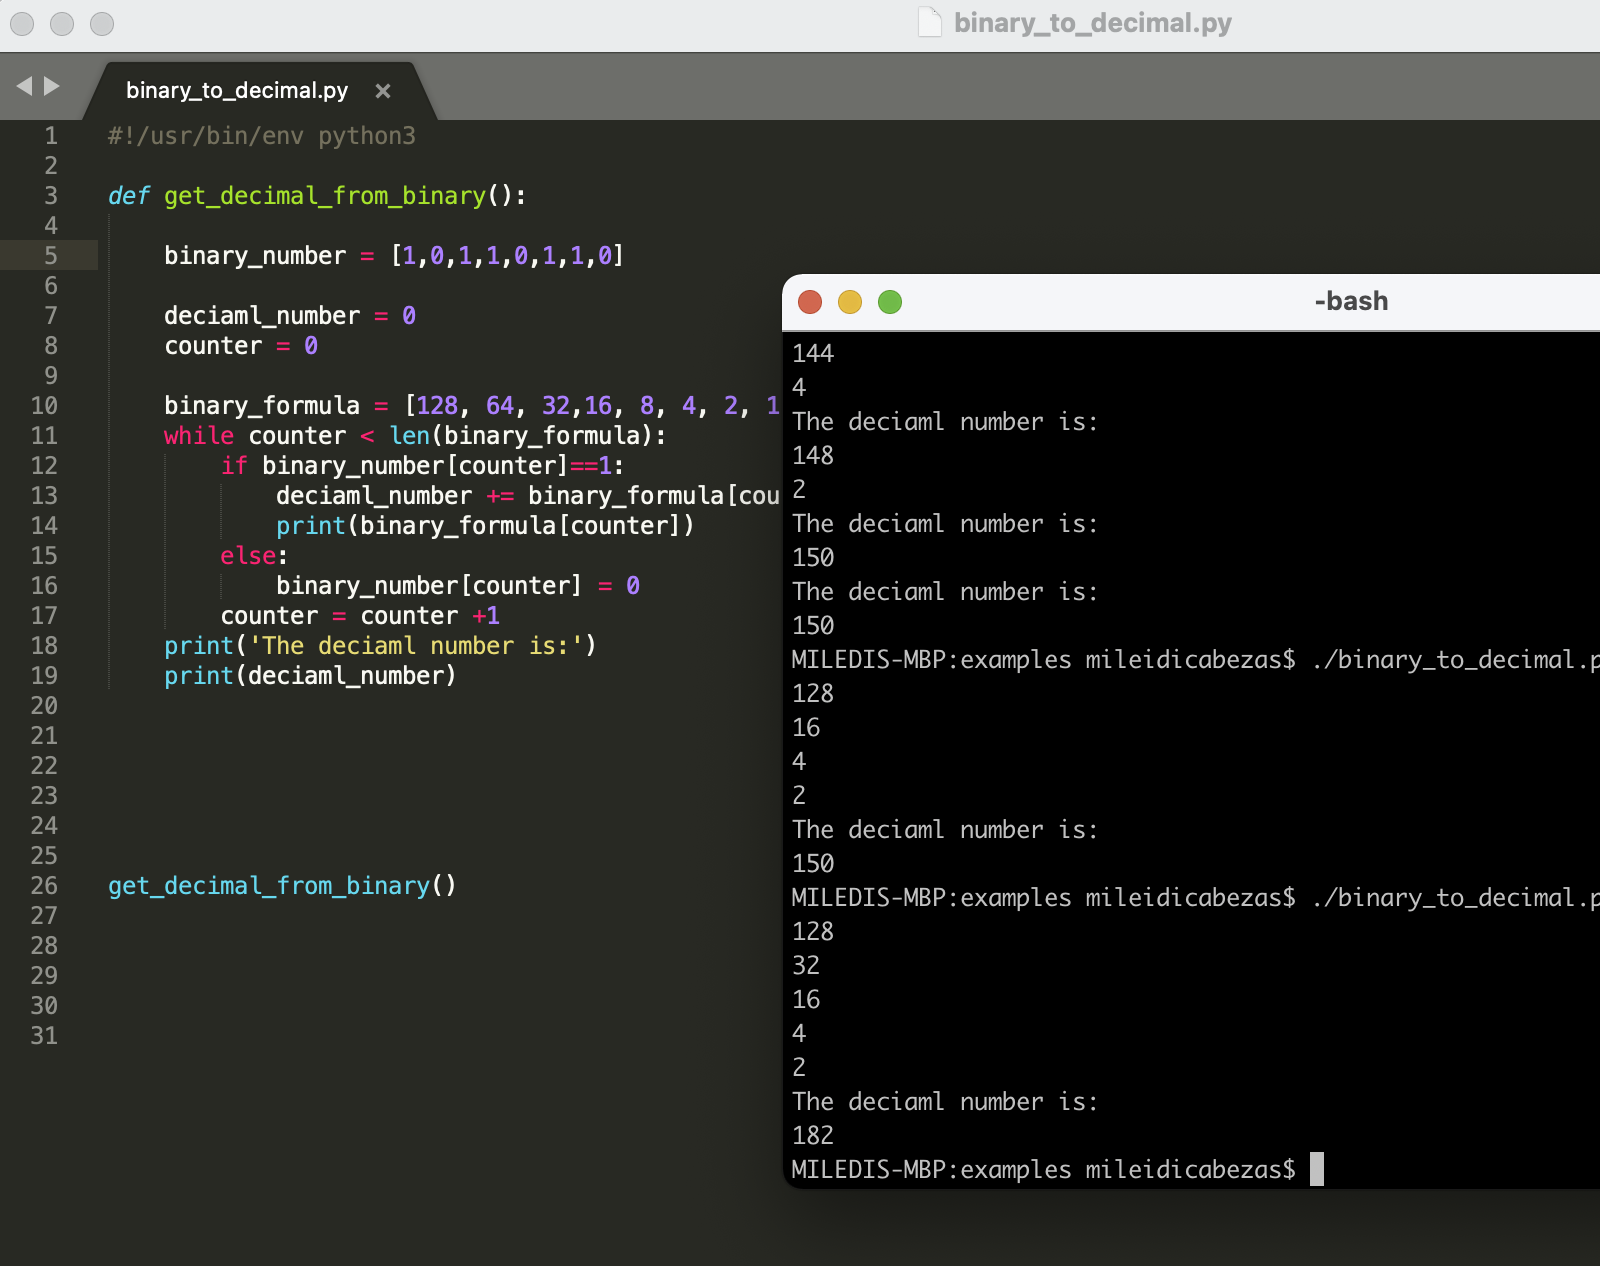 binary_to_decimal.py
binary_to_decimal.py ×
1 #!/usr/bin/env python3
2
3 def get_decimal_from_binary():
4
5     binary_number = [1,0,1,1,0,1,1,0]
6
7     deciaml_number = 0
8     counter = 0
9
10     binary_formula = [128, 64, 32,16, 8, 4, 2, 1
11     while counter < len(binary_formula):
12         if binary_number[counter]==1:
13             deciaml_number += binary_formula[cou
14             print(binary_formula[counter])
15         else:
16             binary_number[counter] = 0
17         counter = counter +1
18     print('The deciaml number is:')
19     print(deciaml_number)
20
21
22
23
24
25
26 get_decimal_from_binary()
27
28
29
30
31
-bash
144
4
The deciaml number is:
148
2
The deciaml number is:
150
The deciaml number is:
150
MILEDIS-MBP:examples mileidicabezas$ ./binary_to_decimal.p
128
16
4
2
The deciaml number is:
150
MILEDIS-MBP:examples mileidicabezas$ ./binary_to_decimal.p
128
32
16
4
2
The deciaml number is:
182
MILEDIS-MBP:examples mileidicabezas$